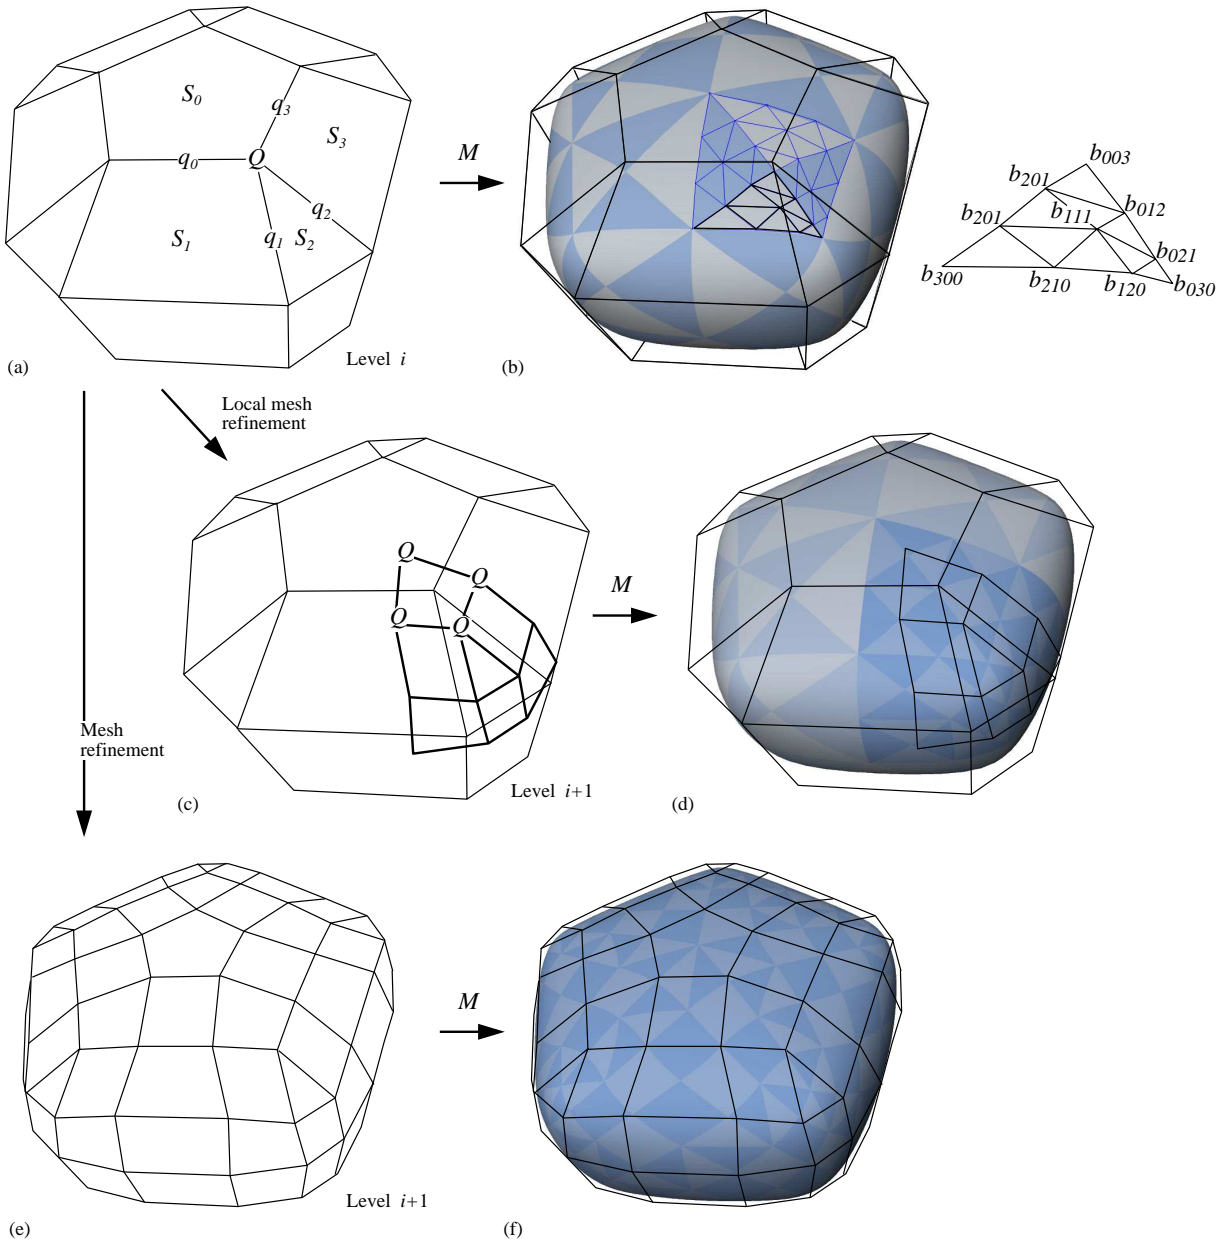 S0
q3
S3
q0
Q
S1
q1
S2
q2
Level i
(a)
M
(b)
b003
b201
b012
b201
b111
b021
b300
b210
b120
b030
Local mesh
refinement
Mesh
refinement
Q
Q
Q
Q
Level i+1
(c)
M
(d)
Level i+1
(e)
M
(f)